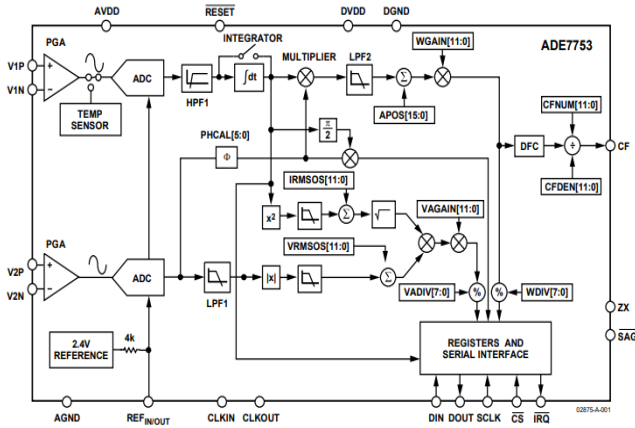 AVDD
RESET
DVDD
DGND
ADE7753
PGA
V1P
V1N
+
−
ADC
TEMP
SENSOR
HPF1
INTEGRATOR
∫dt
MULTIPLIER
LPF2
Σ
APOS[15:0]
WGAIN[11:0]
CFNUM[11:0]
DFC
÷
CF
CFDEN[11:0]
PHCAL[5:0]
Φ
π
2
IRMSOS[11:0]
x²
Σ
√
VAGAIN[11:0]
VRMSOS[11:0]
PGA
V2P
V2N
+
−
ADC
LPF1
|x|
Σ
VADIV[7:0]
%
%
WDIV[7:0]
ZX
SAG
2.4V
REFERENCE
4k
REGISTERS AND
SERIAL INTERFACE
02875-A-001
AGND
REFIN/OUT
CLKIN
CLKOUT
DIN
DOUT
SCLK
CS
IRQ